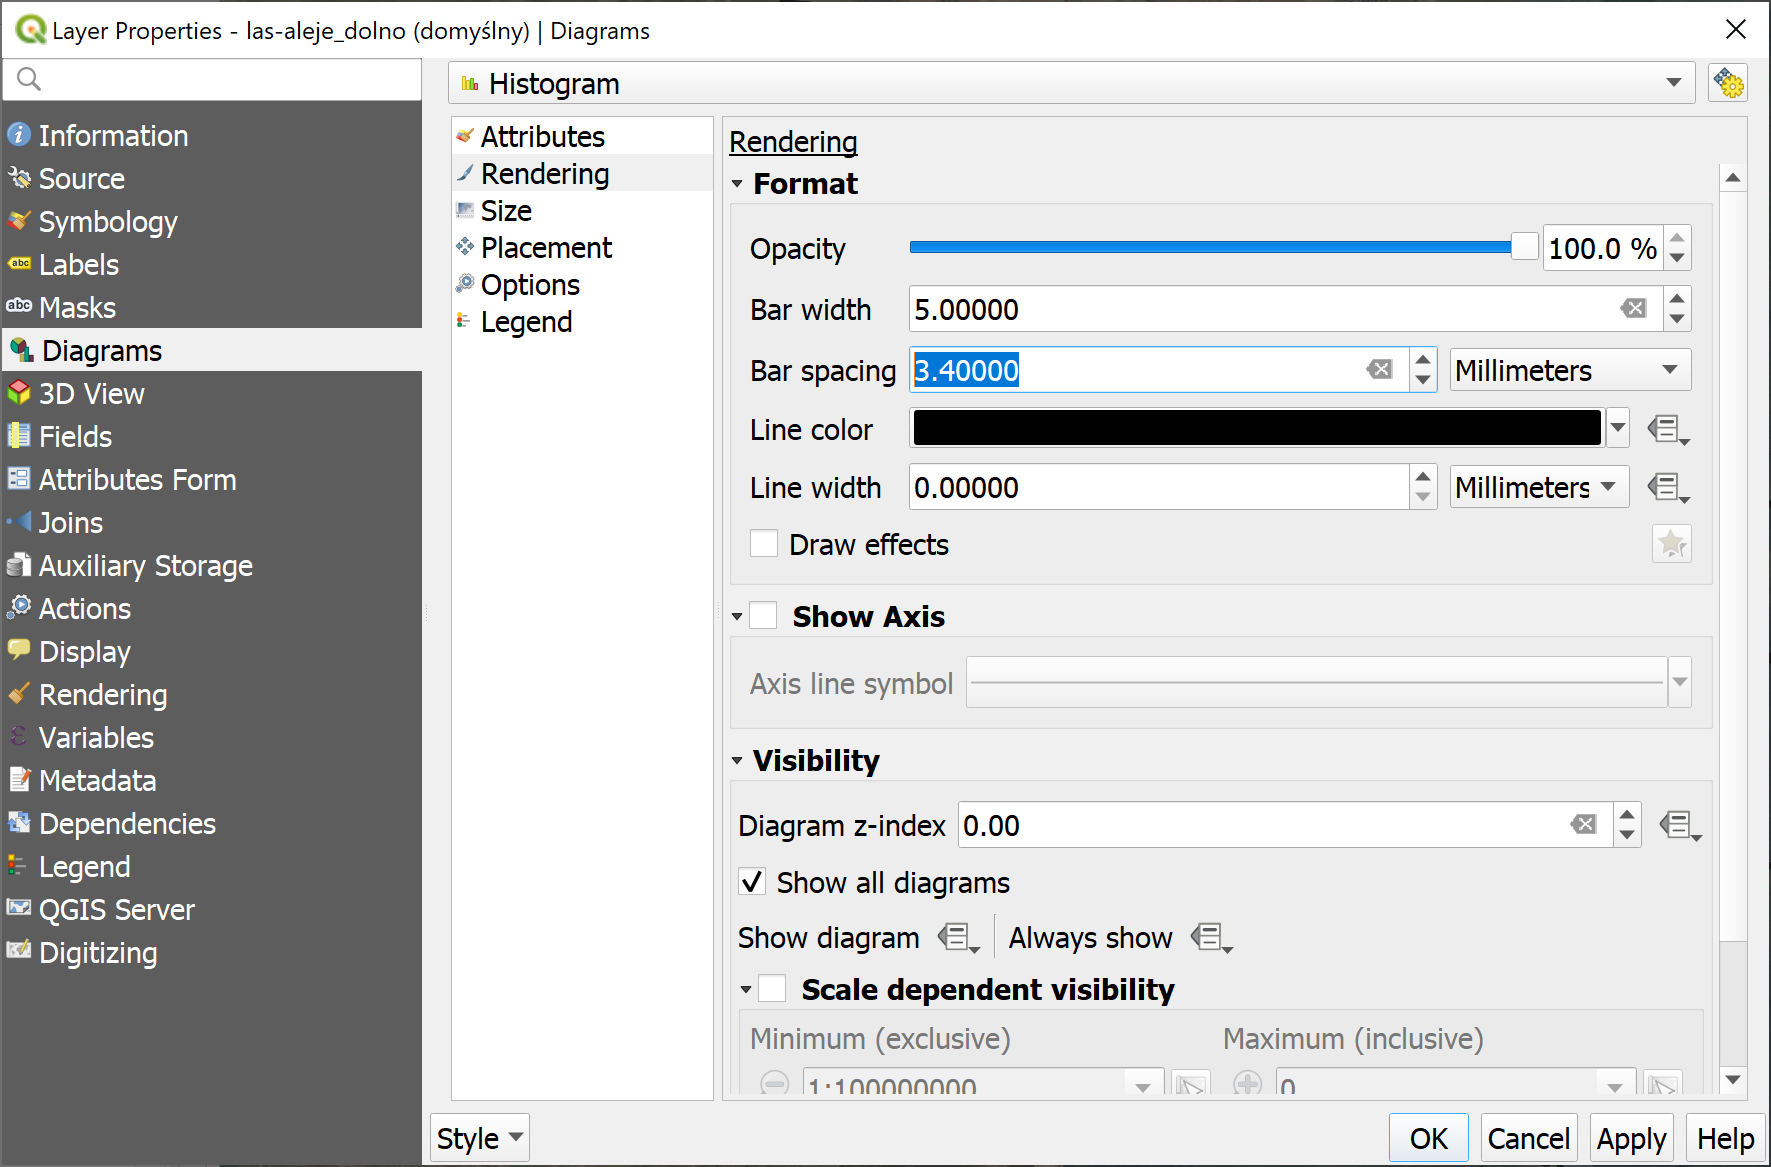 Layer Properties - las-aleje_dolno (domyślny) | Diagrams
Histogram
Information
Source
Symbology
abc Labels
abc Masks
Diagrams
3D View
Fields
Attributes Form
Joins
Auxiliary Storage
Actions
Display
Rendering
Variables
Metadata
Dependencies
Legend
QGIS Server
Digitizing
Attributes
Rendering
Size
Placement
Options
Legend
Rendering
Format
Opacity 100.0 %
Bar width 5.00000
Bar spacing 3.40000 Millimeters
Line color
Line width 0.00000 Millimeters
Draw effects
Show Axis
Axis line symbol
Visibility
Diagram z-index 0.00
Show all diagrams
Show diagram Always show
Scale dependent visibility
Minimum (exclusive) Maximum (inclusive)
1:100000000 0
Style OK Cancel Apply Help